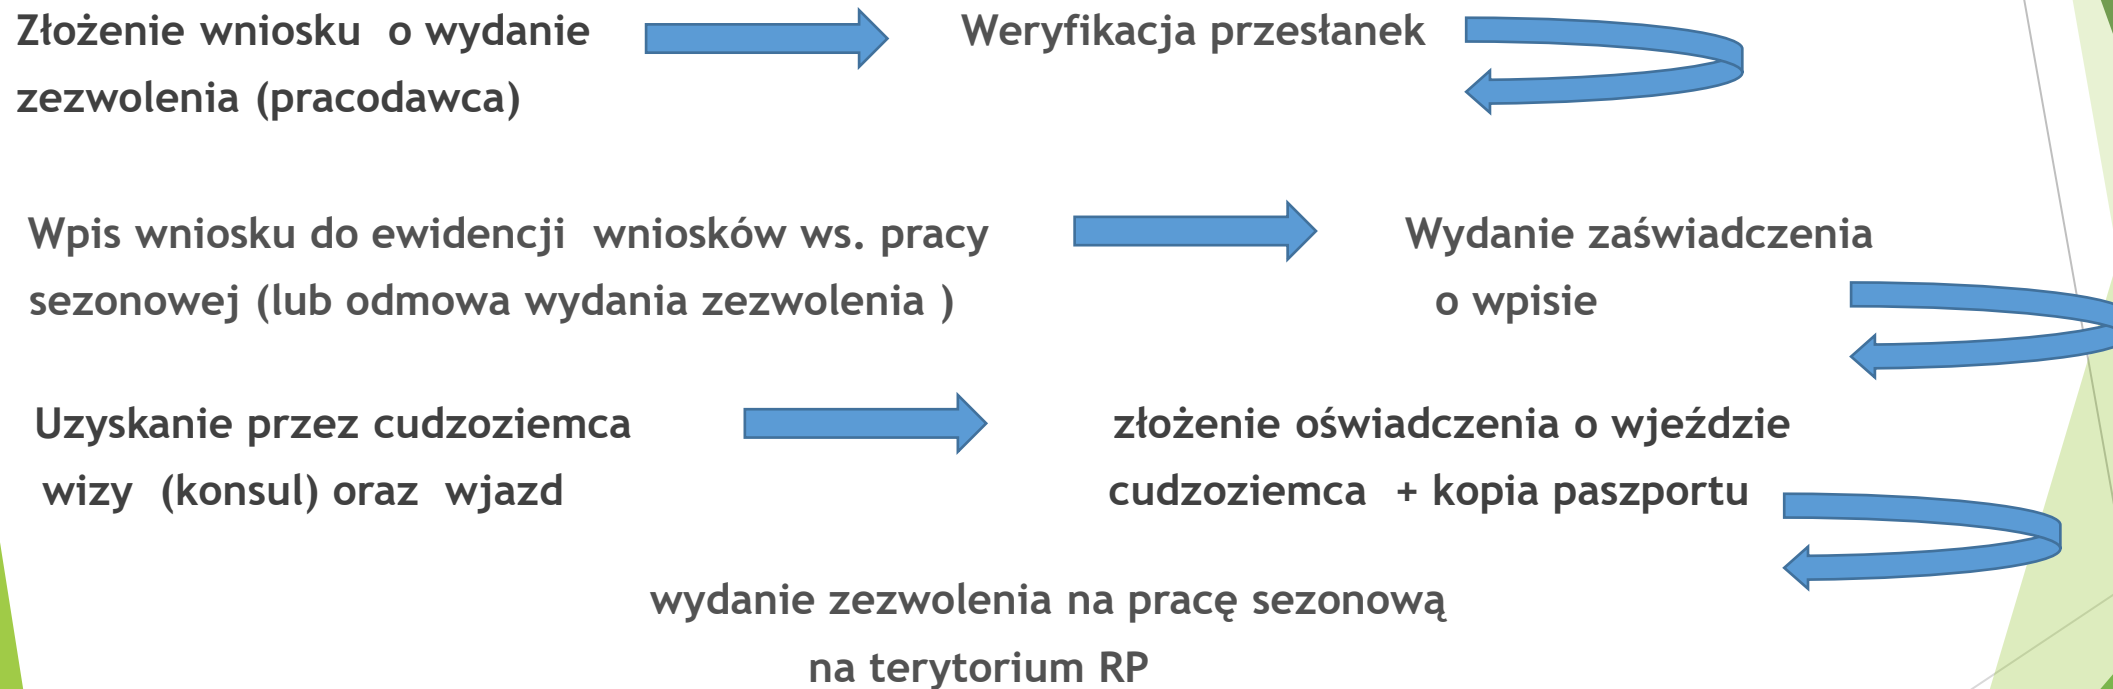 Złożenie wniosku o wydanie
zezwolenia (pracodawca)
Weryfikacja przesłanek
Wpis wniosku do ewidencji wniosków ws. pracy
sezonowej (lub odmowa wydania zezwolenia )
Wydanie zaświadczenia
o wpisie
Uzyskanie przez cudzoziemca
wizy (konsul) oraz wjazd
złożenie oświadczenia o wjeździe
cudzoziemca + kopia paszportu
wydanie zezwolenia na pracę sezonową
na terytorium RP